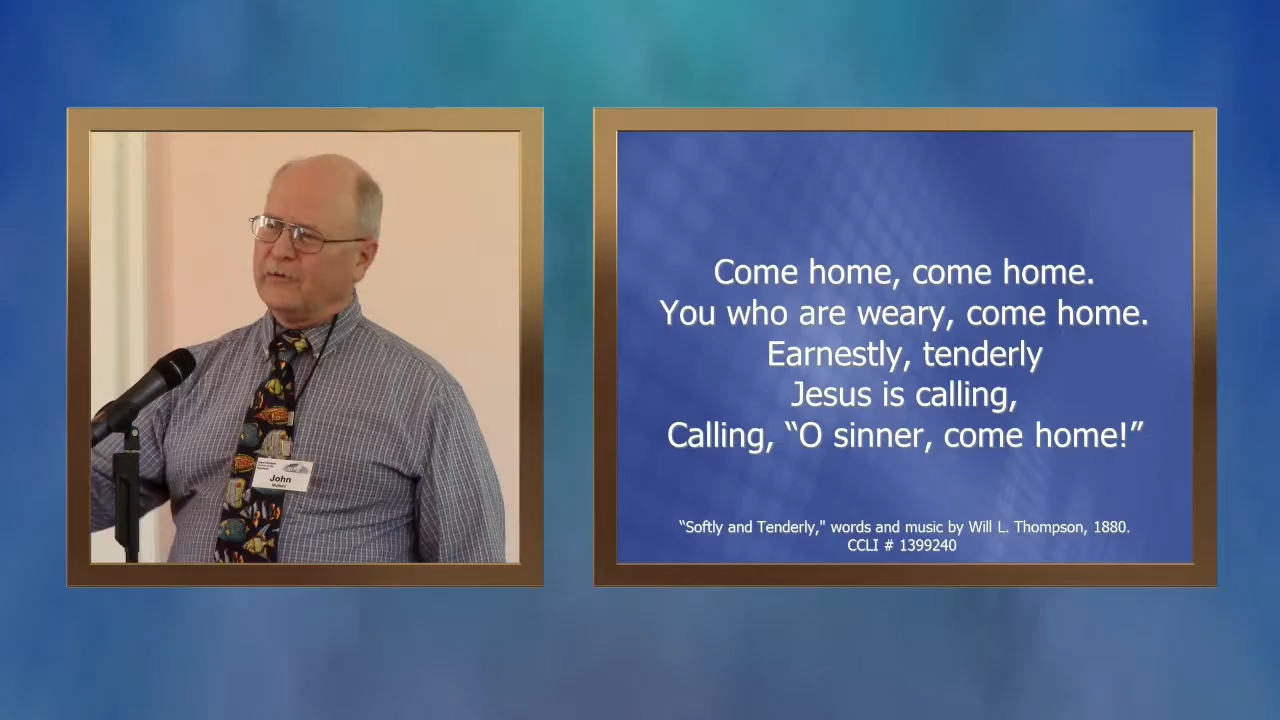 John
Come home, come home.
You who are weary, come home.
Earnestly, tenderly
Jesus is calling,
Calling, “O sinner, come home!”
“Softly and Tenderly," words and music by Will L. Thompson, 1880.
CCLI # 1399240